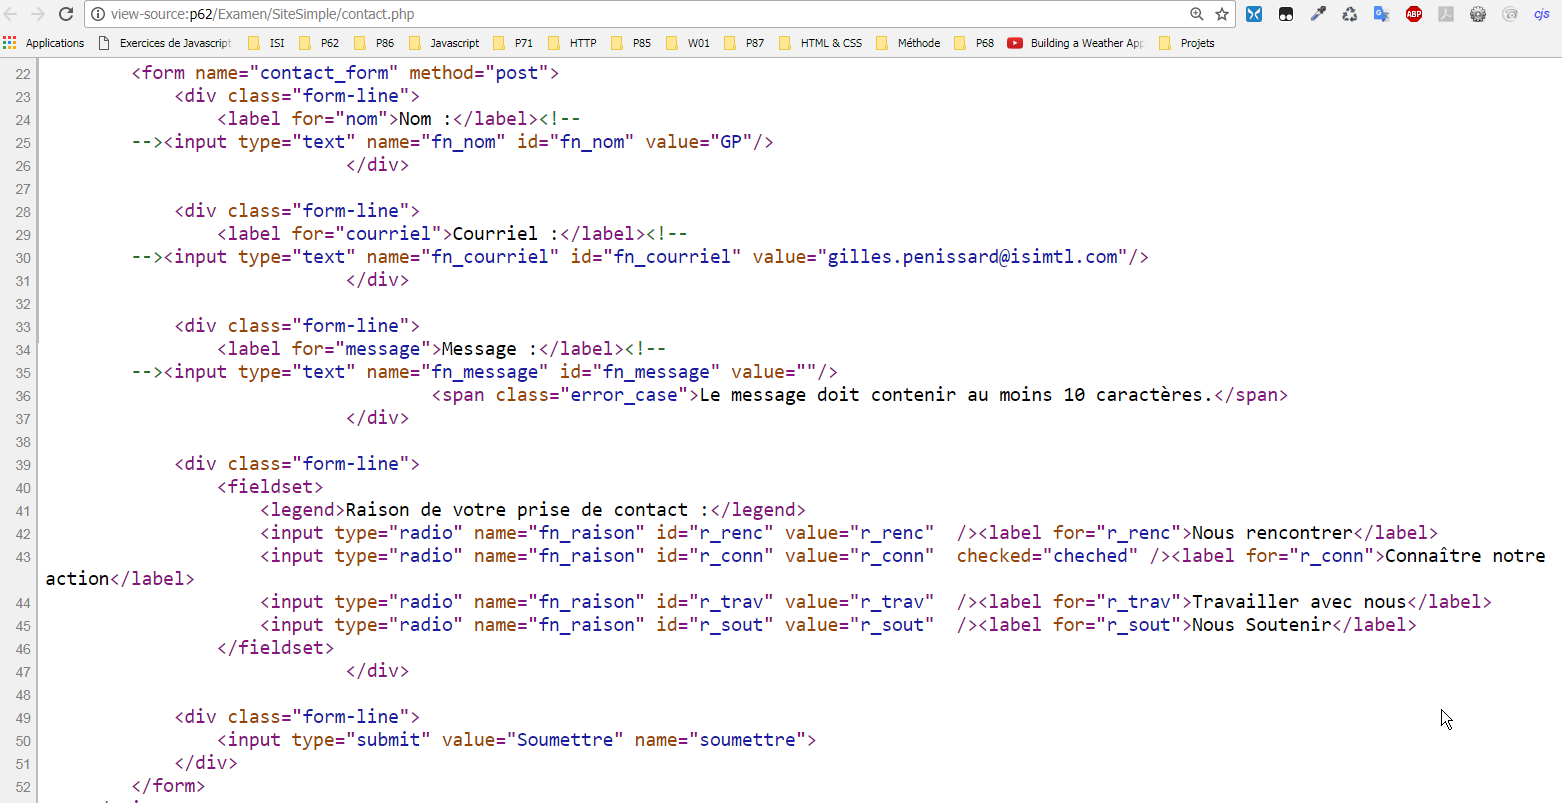 view-source:p62/Examen/SiteSimple/contact.php ABP cjs
Applications Exercices de Javascript ISI P62 P86 Javascript P71 HTTP P85 W01 P87 HTML & CSS Méthode P68 Building a Weather App Projets
22 <form name="contact_form" method="post">
23 <div class="form-line">
24 <label for="nom">Nom :</label><!--
25 --><input type="text" name="fn_nom" id="fn_nom" value="GP"/>
26 </div>
27
28 <div class="form-line">
29 <label for="courriel">Courriel :</label><!--
30 --><input type="text" name="fn_courriel" id="fn_courriel" value="gilles.penissard@isimtl.com"/>
31 </div>
32
33 <div class="form-line">
34 <label for="message">Message :</label><!--
35 --><input type="text" name="fn_message" id="fn_message" value=""/>
36 <span class="error_case">Le message doit contenir au moins 10 caractères.</span>
37 </div>
38
39 <div class="form-line">
40 <fieldset>
41 <legend>Raison de votre prise de contact :</legend>
42 <input type="radio" name="fn_raison" id="r_renc" value="r_renc" /><label for="r_renc">Nous rencontrer</label>
43 <input type="radio" name="fn_raison" id="r_conn" value="r_conn" checked="cheched" /><label for="r_conn">Connaître notre
action</label>
44 <input type="radio" name="fn_raison" id="r_trav" value="r_trav" /><label for="r_trav">Travailler avec nous</label>
45 <input type="radio" name="fn_raison" id="r_sout" value="r_sout" /><label for="r_sout">Nous Soutenir</label>
46 </fieldset>
47 </div>
48
49 <div class="form-line">
50 <input type="submit" value="Soumettre" name="soumettre">
51 </div>
52 </form>